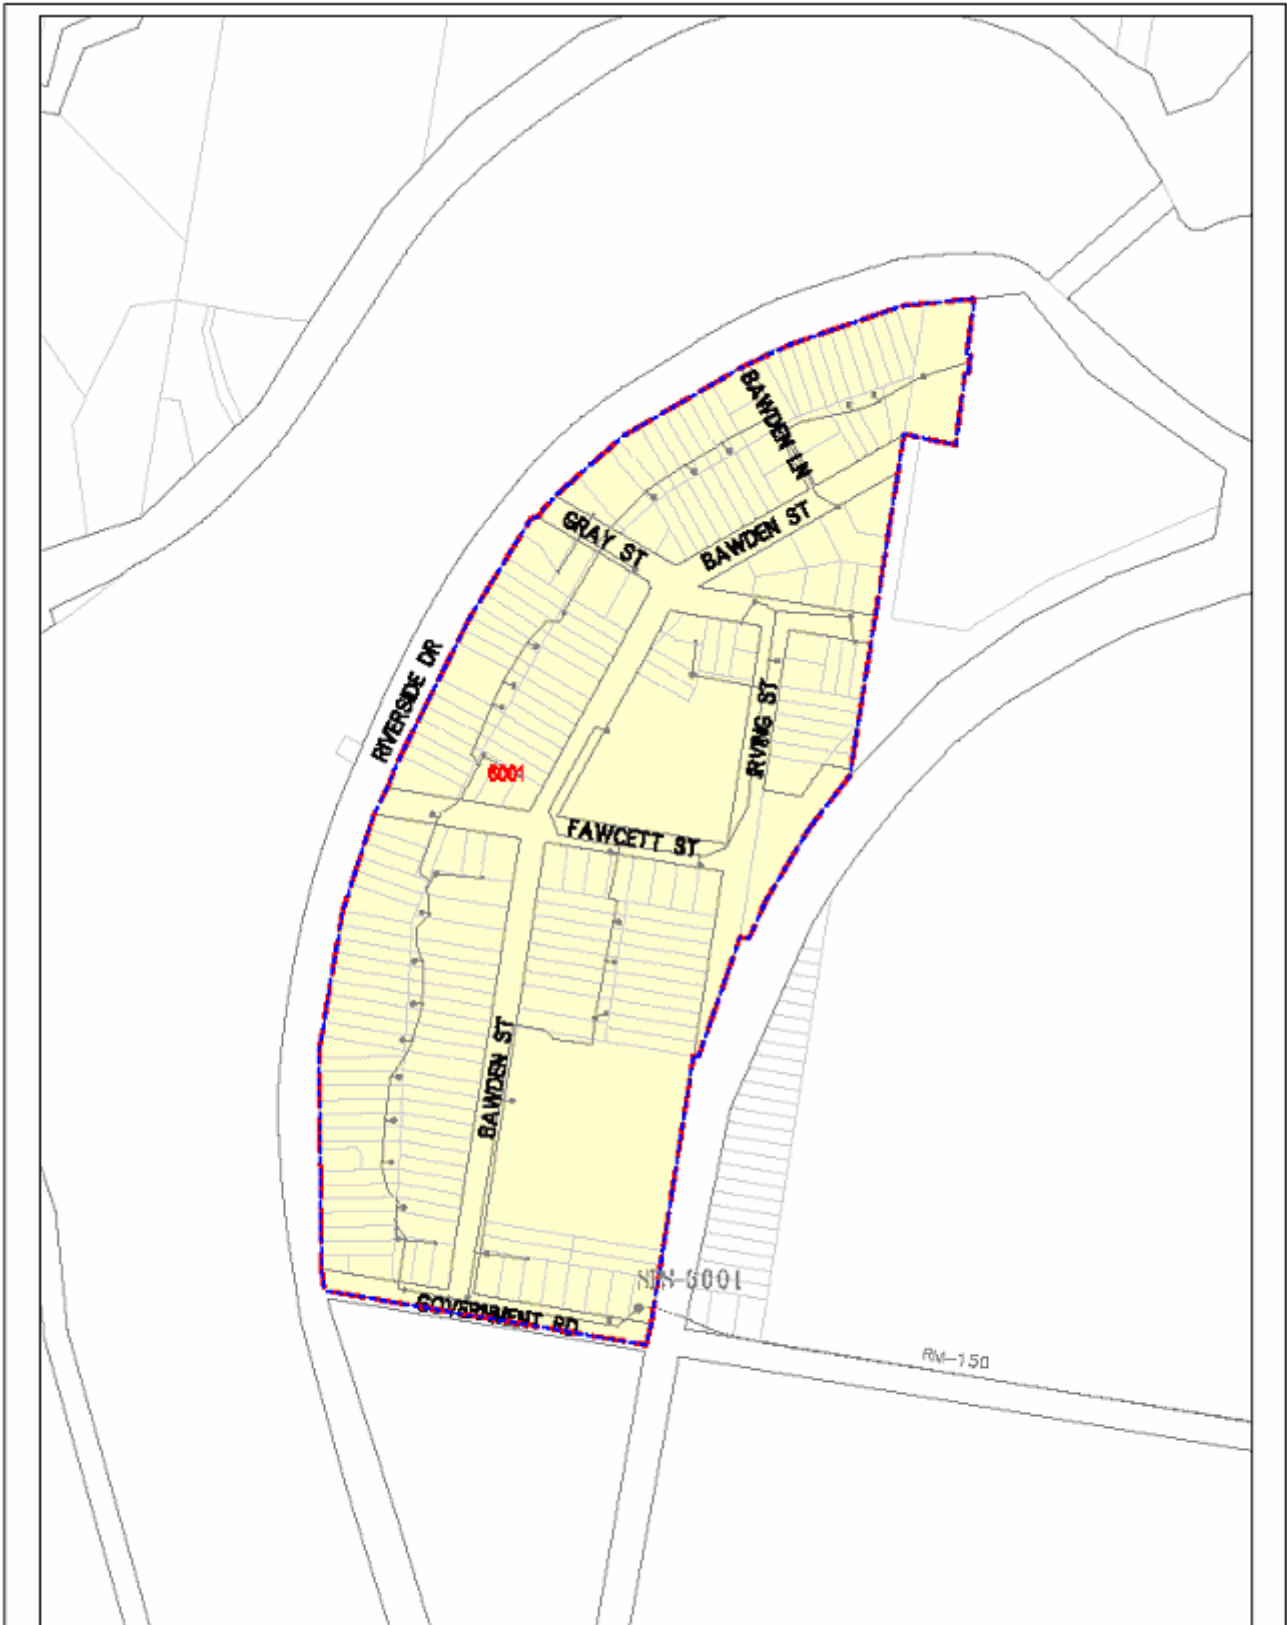 BAWDEN LN
GRAY ST
BAWDEN ST
RIVERSIDE DR
IRVING ST
6001
FAWCETT ST
BAWDEN ST
SPS-6001
GOVERNMENT RD
RM-150